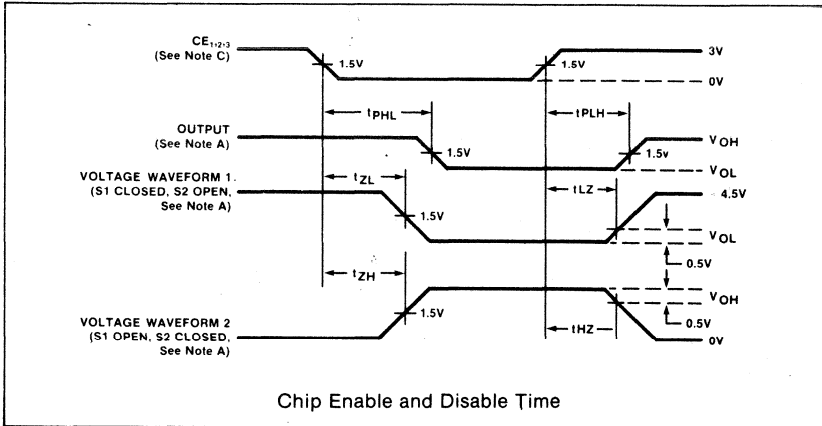 CE1,2,3
(See Note C)
1.5V
1.5V
3V
0V
tPHL
tPLH
OUTPUT
(See Note A)
1.5V
1.5v
VOH
VOL
VOLTAGE WAVEFORM 1.
(S1 CLOSED, S2 OPEN,
See Note A)
tZL
tLZ
4.5V
1.5V
VOL
0.5V
tZH
VOH
VOLTAGE WAVEFORM 2
(S1 OPEN, S2 CLOSED,
See Note A)
1.5V
tHZ
0.5V
0V
Chip Enable and Disable Time